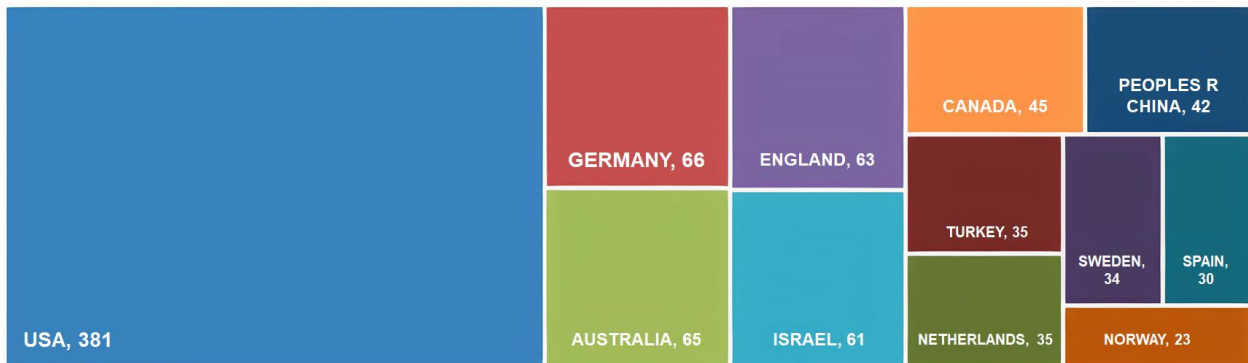 USA, 381
GERMANY, 66
AUSTRALIA, 65
ENGLAND, 63
ISRAEL, 61
CANADA, 45
PEOPLES R
CHINA, 42
TURKEY, 35
NETHERLANDS, 35
SWEDEN,
34
SPAIN,
30
NORWAY, 23